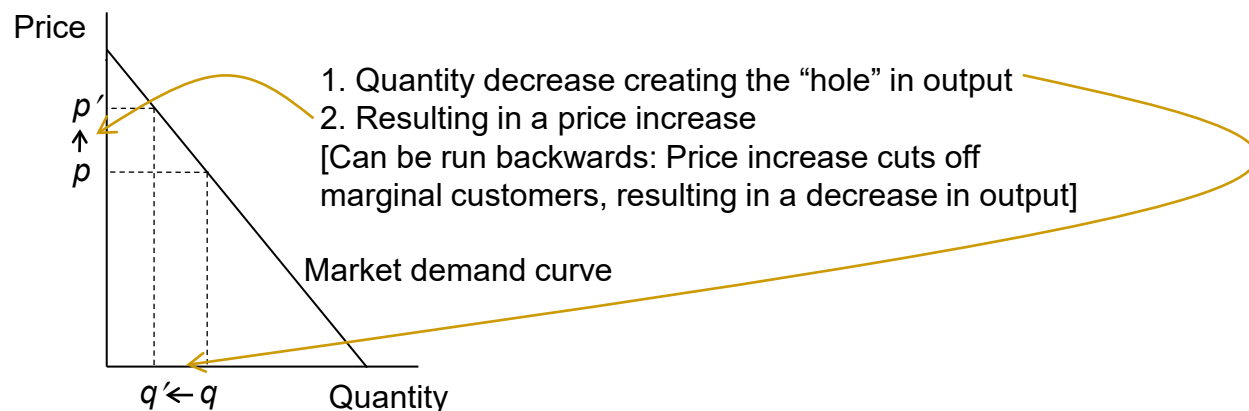 Price
1. Quantity decrease creating the “hole” in output
p′
2. Resulting in a price increase
[Can be run backwards: Price increase cuts off
p
marginal customers, resulting in a decrease in output]
Market demand curve
q′ ← q
Quantity